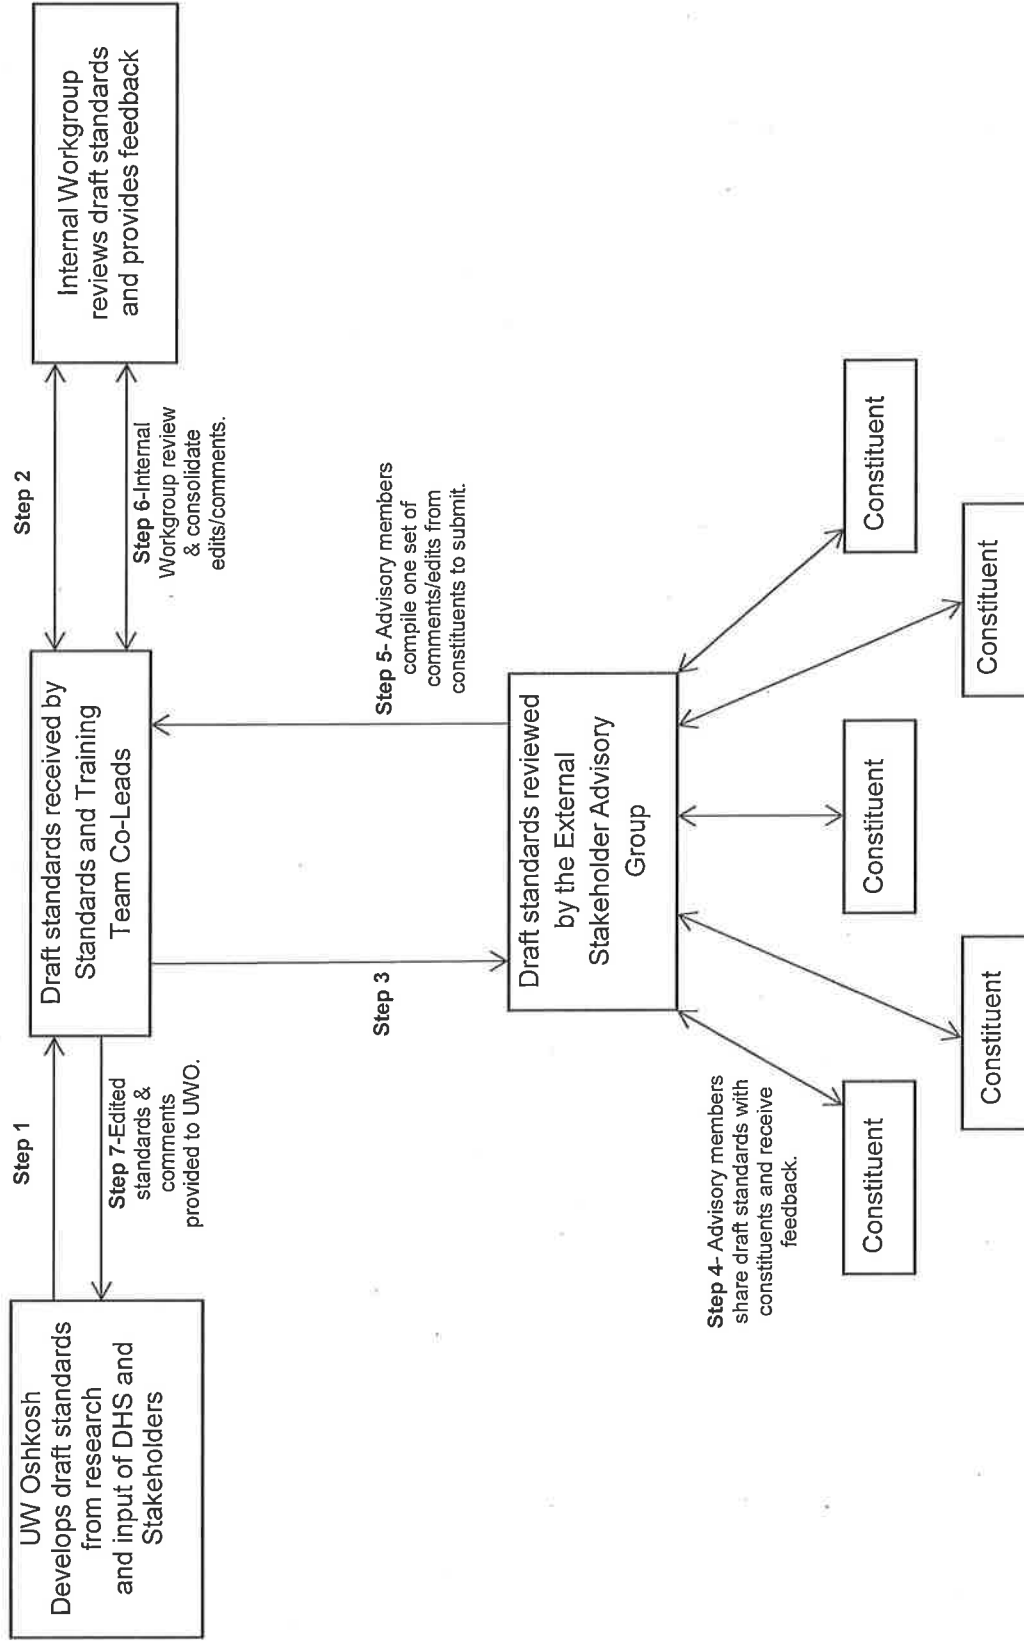 UW Oshkosh
Develops draft standards
from research
and input of DHS and
Stakeholders
Step 1
Step 7-Edited
standards &
comments
provided to UWO.
Draft standards received by
Standards and Training
Team Co-Leads
Step 2
Step 6-Internal
Workgroup review
& consolidate
edits/comments.
Internal Workgroup
reviews draft standards
and provides feedback
Step 3
Step 5- Advisory members
compile one set of
comments/edits from
constituents to submit.
Draft standards reviewed
by the External
Stakeholder Advisory
Group
Step 4- Advisory members
share draft standards with
constituents and receive
feedback.
Constituent
Constituent
Constituent
Constituent
Constituent